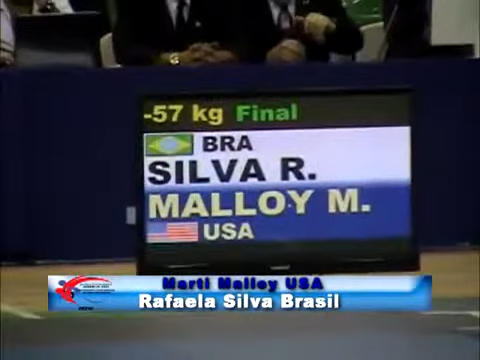 -57 kg Final
BRA
SILVA R.
MALLOY M.
USA
Marti Malloy USA
Rafaela Silva Brasil